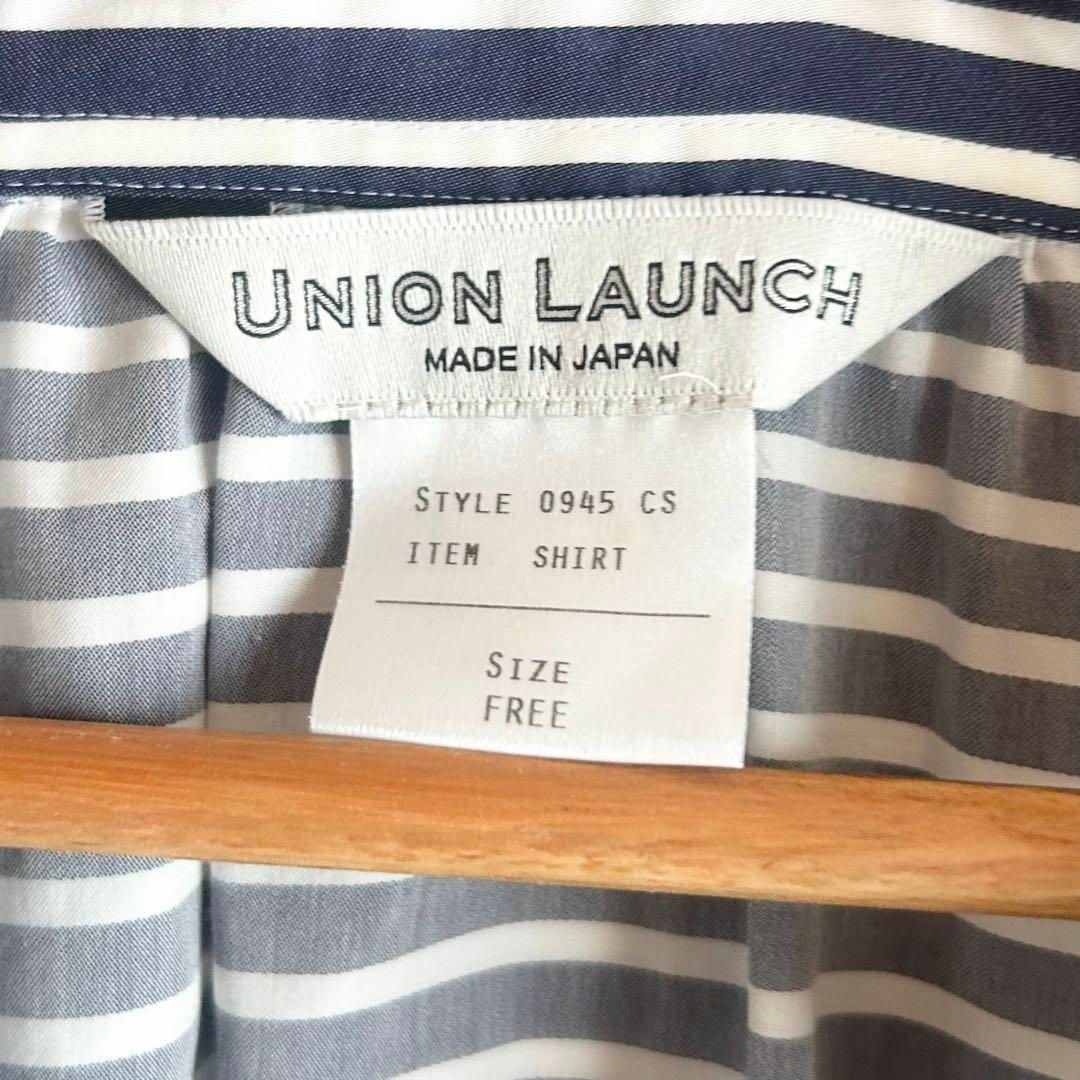 UNION LAUNCH
MADE IN JAPAN
STYLE 0945 CS
ITEM SHIRT
SIZE
FREE